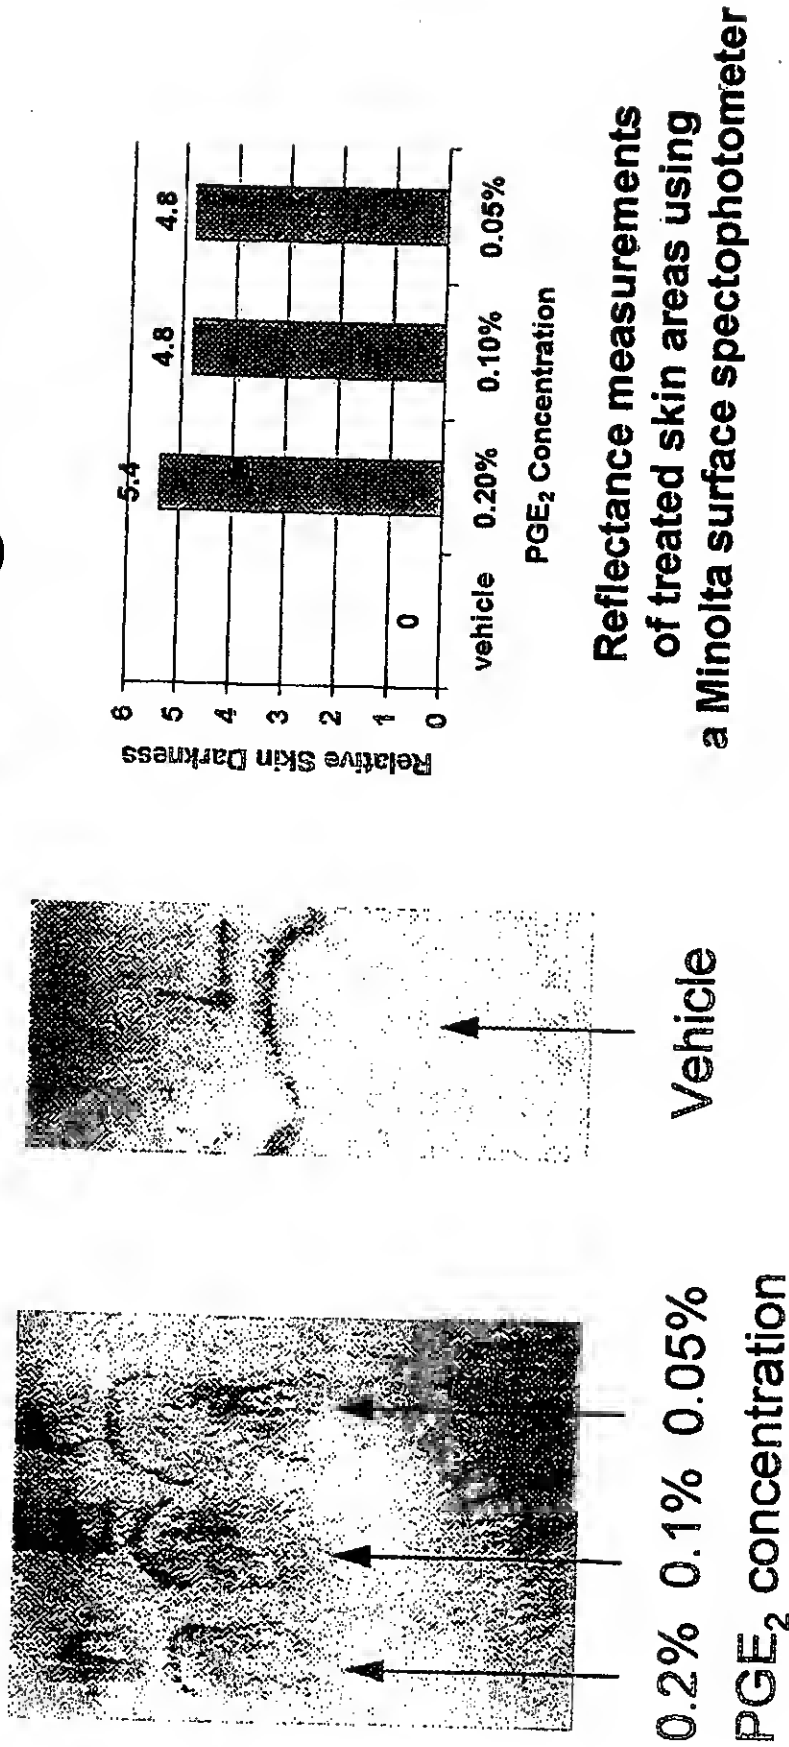 0.2% 0.1% 0.05%
PGE₂ concentration
Vehicle
Relative Skin Darkness
6
5
4
3
2
1
0
0
5.4
4.8
4.8
vehicle 0.20% 0.10% 0.05%
PGE₂ Concentration
Reflectance measurements
of treated skin areas using
a Minolta surface spectophotometer